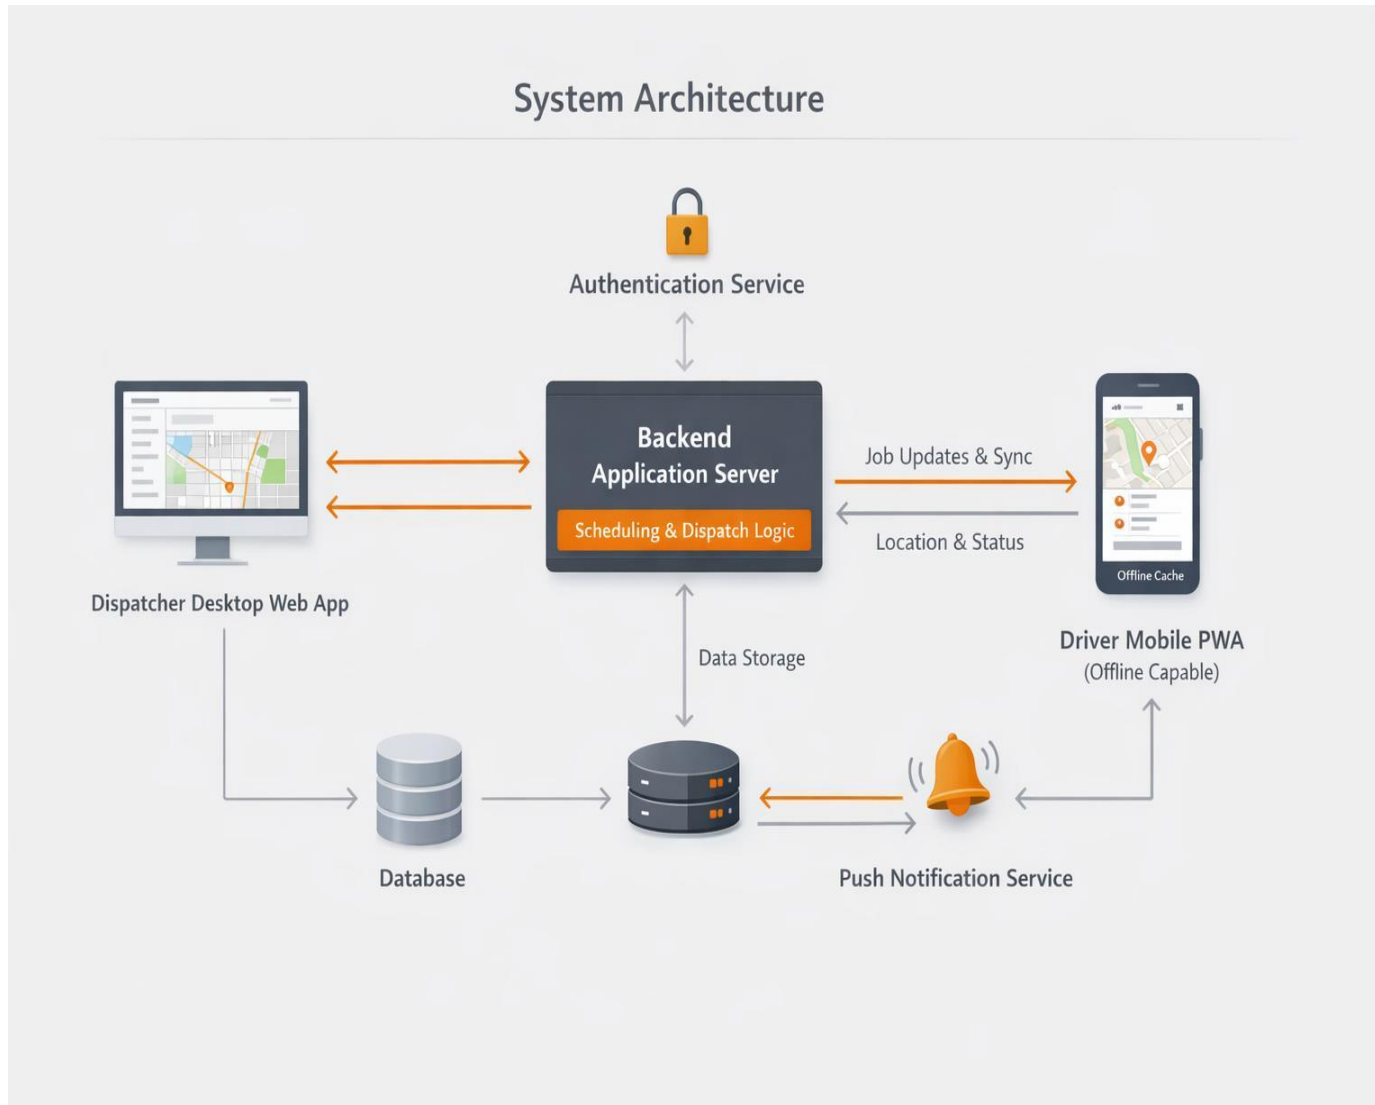 System Architecture
Authentication Service
Backend
Application Server
Scheduling & Dispatch Logic
Job Updates & Sync
Location & Status
Offline Cache
Dispatcher Desktop Web App
Driver Mobile PWA
(Offline Capable)
Data Storage
Database
Push Notification Service